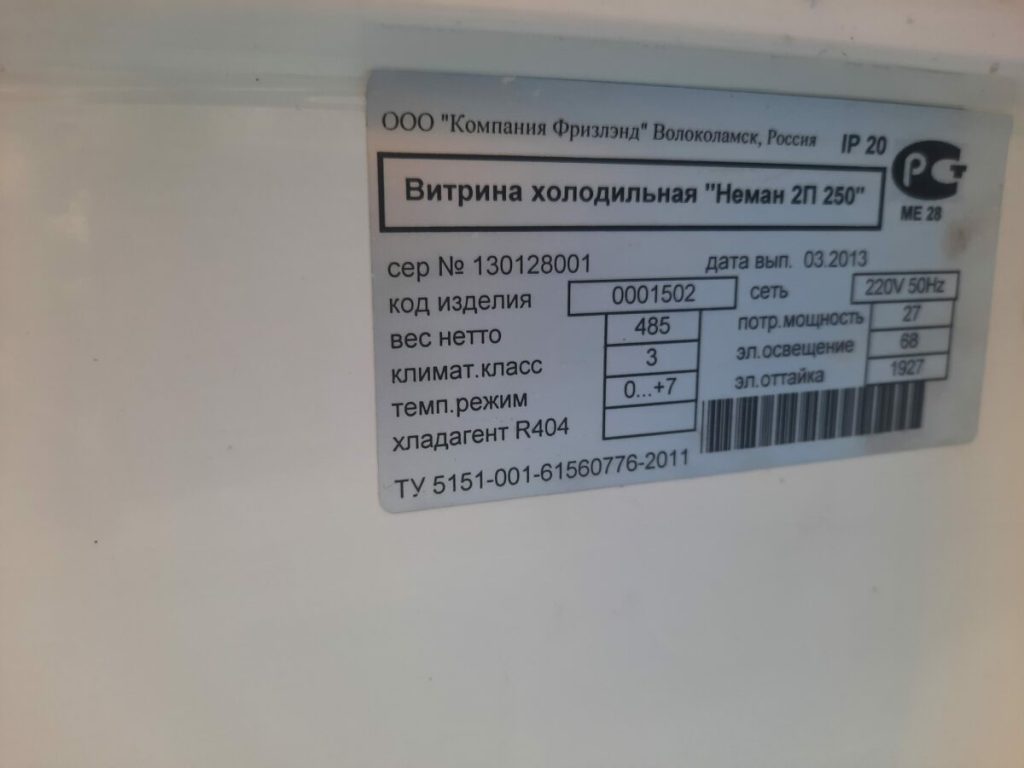 ООО "Компания Фризлэнд" Волоколамск, Россия IP 20
РСТ
МЕ 28
Витрина холодильная "Неман 2П 250"
сер № 130128001 дата вып. 03.2013
код изделия 0001502 сеть 220V 50Hz
вес нетто 485 потр.мощность 27
климат.класс 3 эл.освещение 68
темп.режим 0...+7 эл.оттайка 1927
хладагент R404
ТУ 5151-001-61560776-2011